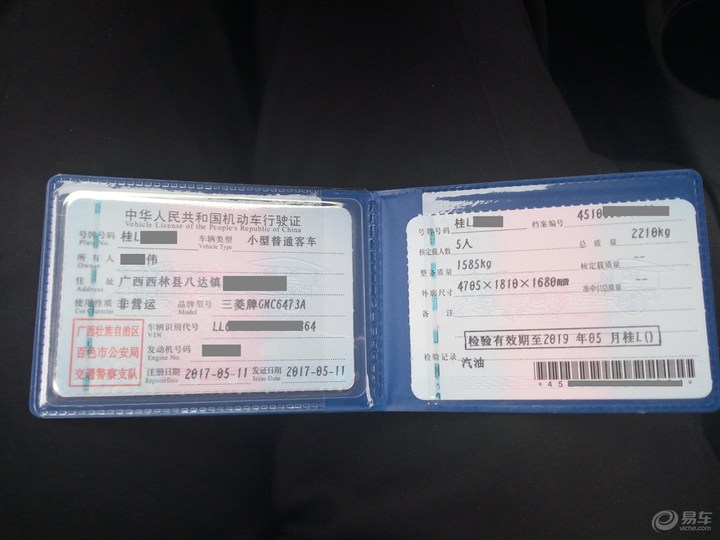 中华人民共和国机动车行驶证
Vehicle License of the People's Republic of China
号牌号码 桂L 车辆类型 小型普通客车
Plate No. Vehicle Type
所有人 伟
Owner
住址 广西西林县八达镇
Address
使用性质 非营运 品牌型号 三菱牌GMC6473A
Use Character Model
广西壮族自治区
百色市公安局
交通警察支队
车辆识别代号 LL6 64
VIN
发动机号码
Engine No.
注册日期 2017-05-11 发证日期 2017-05-11
Register Date Issue Date
号牌号码 桂L 档案编号 4510
核定载人数 5人 总质量 2210kg
整备质量 1585kg 核定载质量 --
外廓尺寸 4705×1810×1680mm 准牵引总质量 --
备注
检验有效期至2019年05月桂L()
检验记录
汽油
*45 *
易车
yiche.com